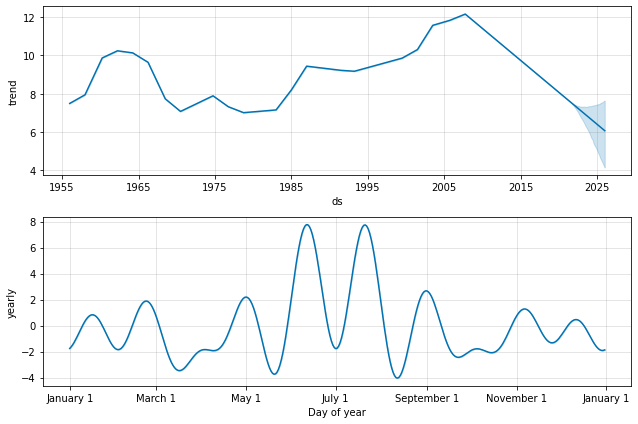 12
10
8
6
4
trend
1955 1965 1975 1985 1995 2005 2015 2025
ds
8
6
4
2
0
−2
−4
yearly
January 1 March 1 May 1 July 1 September 1 November 1 January 1
Day of year